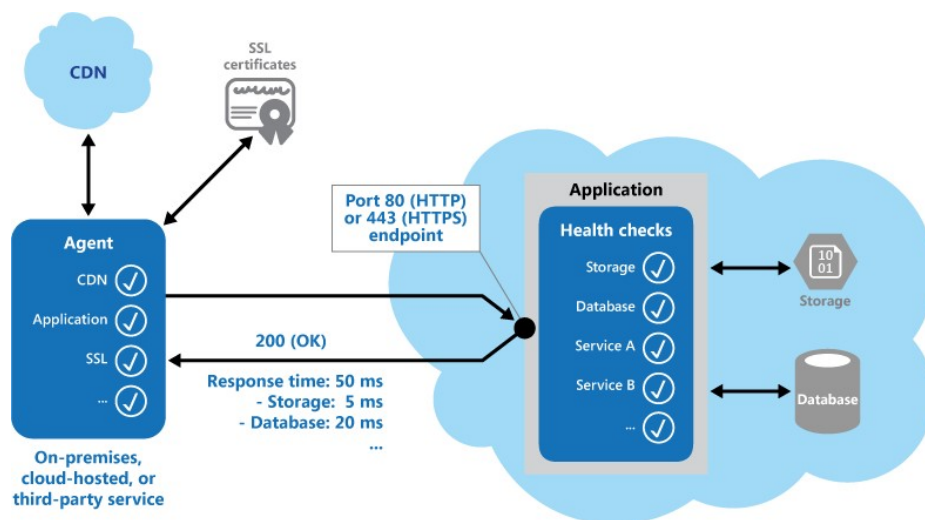 CDN
SSL
certificates
Agent
CDN
Application
SSL
...
On-premises,
cloud-hosted, or
third-party service
200 (OK)
Response time: 50 ms
- Storage: 5 ms
- Database: 20 ms
...
Port 80 (HTTP)
or 443 (HTTPS)
endpoint
Application
Health checks
Storage
Database
Service A
Service B
...
10
01
Storage
Database